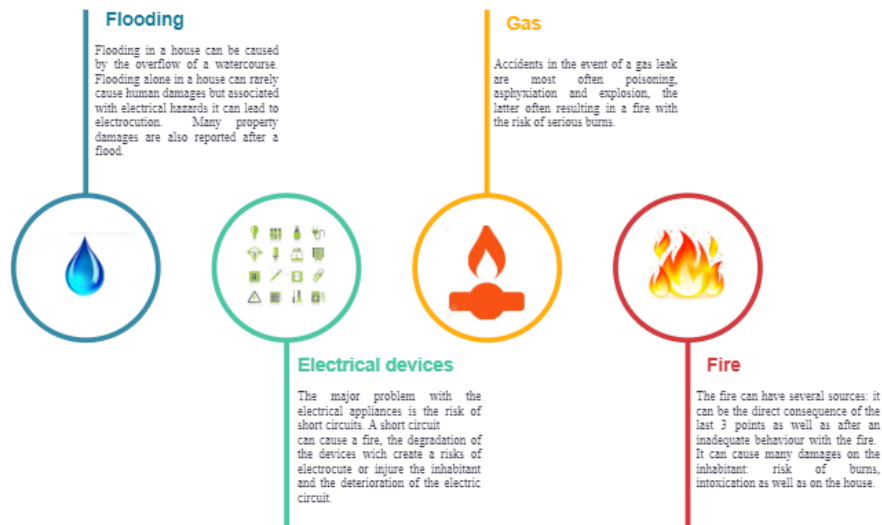 Flooding
Flooding in a house can be caused
by the overflow of a watercourse.
Flooding alone in a house can rarely
cause human damages but associated
with electrical hazards it can lead to
electrocution. Many property
damages are also reported after a
flood.
Electrical devices
The major problem with the
electrical appliances is the risk of
short circuits. A short circuit
can cause a fire, the degradation of
the devices wich create a risks of
electrocute or injure the inhabitant
and the deterioration of the electric
circuit.
Gas
Accidents in the event of a gas leak
are most often poisoning,
asphyxiation and explosion, the
latter often resulting in a fire with
the risk of serious burns.
Fire
The fire can have several sources: it
can be the direct consequence of the
last 3 points as well as after an
inadequate behaviour with the fire.
It can cause many damages on the
inhabitant: risk of burns,
intoxication as well as on the house.